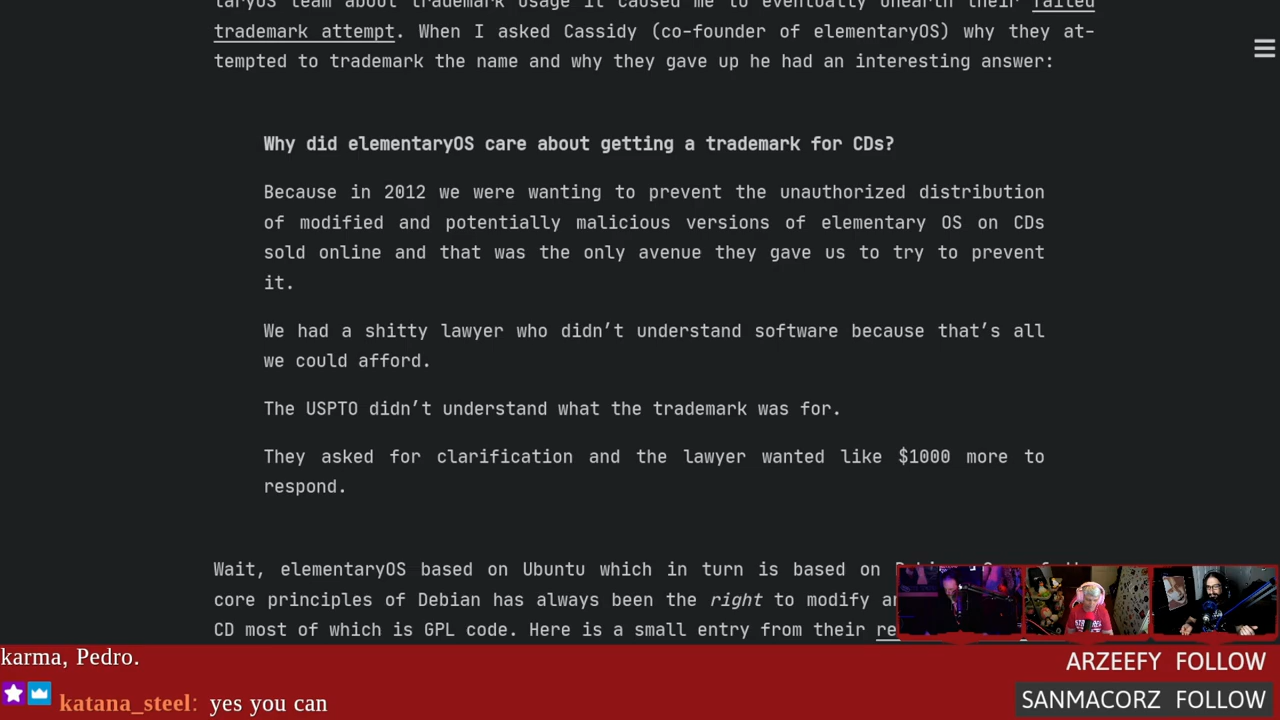 taryOS team about trademark usage it caused me to eventually unearth their failed
trademark attempt. When I asked Cassidy (co-founder of elementaryOS) why they at-
tempted to trademark the name and why they gave up he had an interesting answer:
Why did elementaryOS care about getting a trademark for CDs?
Because in 2012 we were wanting to prevent the unauthorized distribution
of modified and potentially malicious versions of elementary OS on CDs
sold online and that was the only avenue they gave us to try to prevent
it.
We had a shitty lawyer who didn’t understand software because that’s all
we could afford.
The USPTO didn’t understand what the trademark was for.
They asked for clarification and the lawyer wanted like $1000 more to
respond.
Wait, elementaryOS based on Ubuntu which in turn is based on
core principles of Debian has always been the right to modify
CD most of which is GPL code. Here is a small entry from their
karma, Pedro.
katana_steel: yes you can
ARZEEFY FOLLOW
SANMACORZ FOLLOW